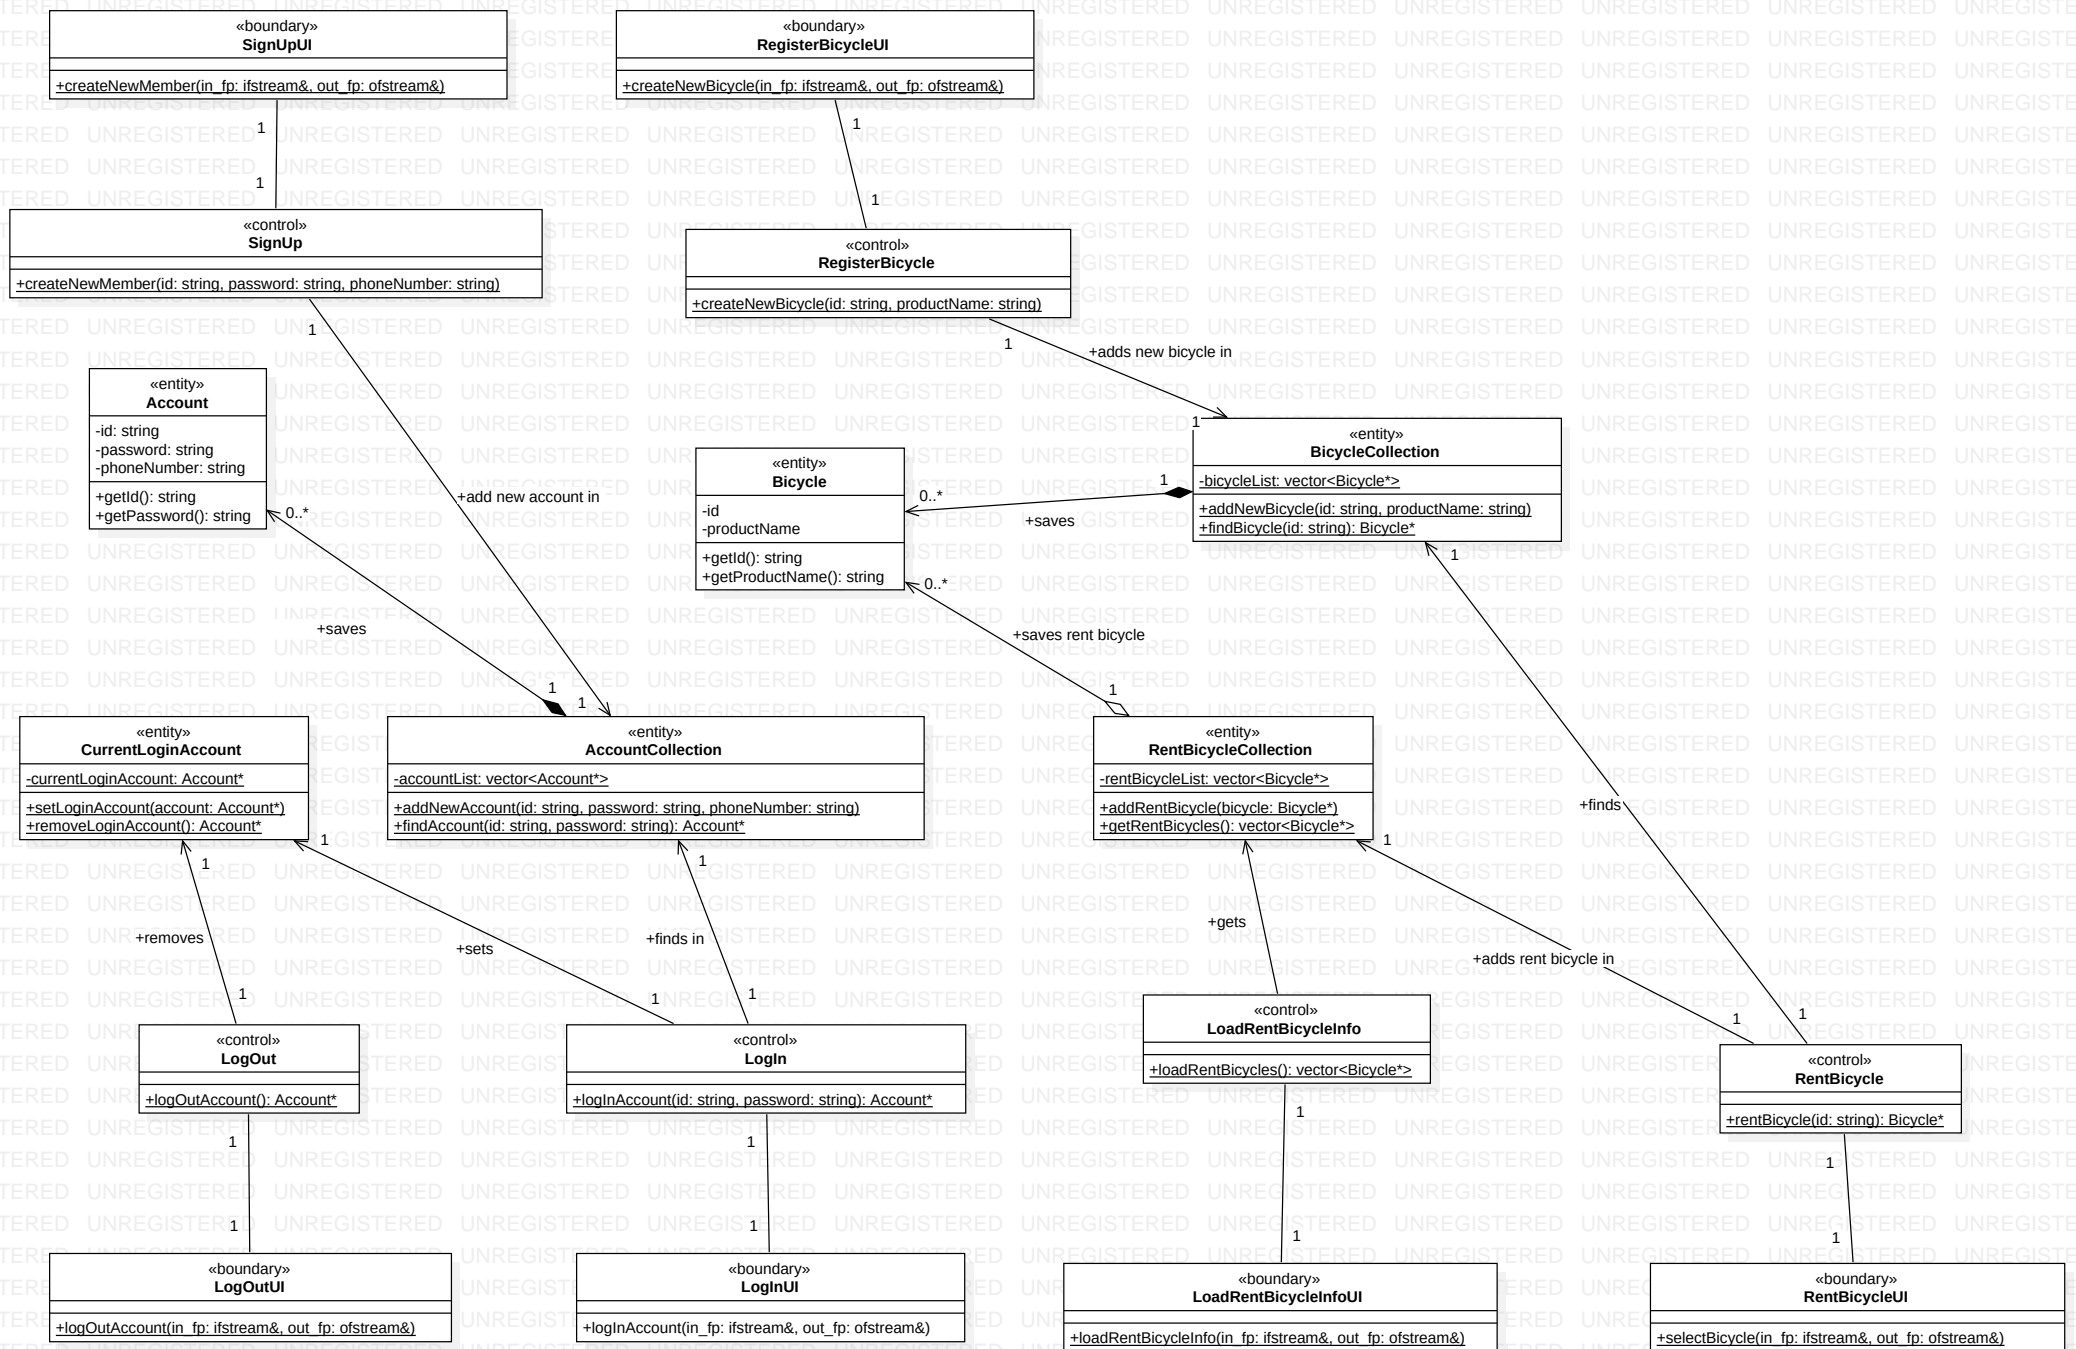 «boundary»
SignUpUI
+createNewMember(in_fp: ifstream&, out_fp: ofstream&)
«boundary»
RegisterBicycleUI
+createNewBicycle(in_fp: ifstream&, out_fp: ofstream&)
1
1
1
1
«control»
SignUp
+createNewMember(id: string, password: string, phoneNumber: string)
«control»
RegisterBicycle
+createNewBicycle(id: string, productName: string)
1
1
+adds new bicycle in
1
«entity»
Account
-id: string
-password: string
-phoneNumber: string
+getId(): string
+getPassword(): string
0..*
+add new account in
«entity»
Bicycle
-id
-productName
+getId(): string
+getProductName(): string
0..*
1
+saves
0..*
«entity»
BicycleCollection
-bicycleList: vector<Bicycle*>
+addNewBicycle(id: string, productName: string)
+findBicycle(id: string): Bicycle*
1
+saves
+saves rent bicycle
1
1
1
«entity»
CurrentLoginAccount
-currentLoginAccount: Account*
+setLoginAccount(account: Account*)
+removeLoginAccount(): Account*
«entity»
AccountCollection
-accountList: vector<Account*>
+addNewAccount(id: string, password: string, phoneNumber: string)
+findAccount(id: string, password: string): Account*
«entity»
RentBicycleCollection
-rentBicycleList: vector<Bicycle*>
+addRentBicycle(bicycle: Bicycle*)
+getRentBicycles(): vector<Bicycle*>
+finds
1
1
1
1
+removes
+sets
+finds in
+gets
+adds rent bicycle in
1
1
1
1
1
«control»
LogOut
+logOutAccount(): Account*
«control»
LogIn
+logInAccount(id: string, password: string): Account*
«control»
LoadRentBicycleInfo
+loadRentBicycles(): vector<Bicycle*>
«control»
RentBicycle
+rentBicycle(id: string): Bicycle*
1
1
1
1
1
1
1
1
«boundary»
LogOutUI
+logOutAccount(in_fp: ifstream&, out_fp: ofstream&)
«boundary»
LogInUI
+logInAccount(in_fp: ifstream&, out_fp: ofstream&)
«boundary»
LoadRentBicycleInfoUI
+loadRentBicycleInfo(in_fp: ifstream&, out_fp: ofstream&)
«boundary»
RentBicycleUI
+selectBicycle(in_fp: ifstream&, out_fp: ofstream&)